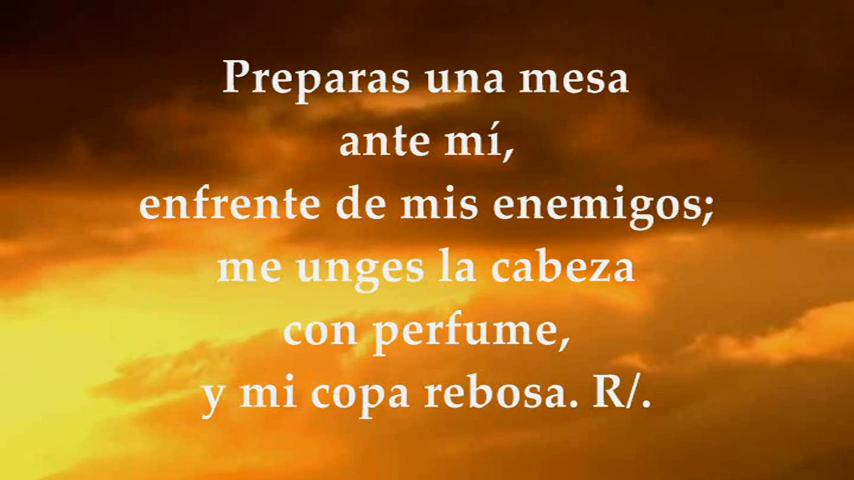 Preparas una mesa
ante mí,
enfrente de mis enemigos;
me unges la cabeza
con perfume,
y mi copa rebosa. R/.